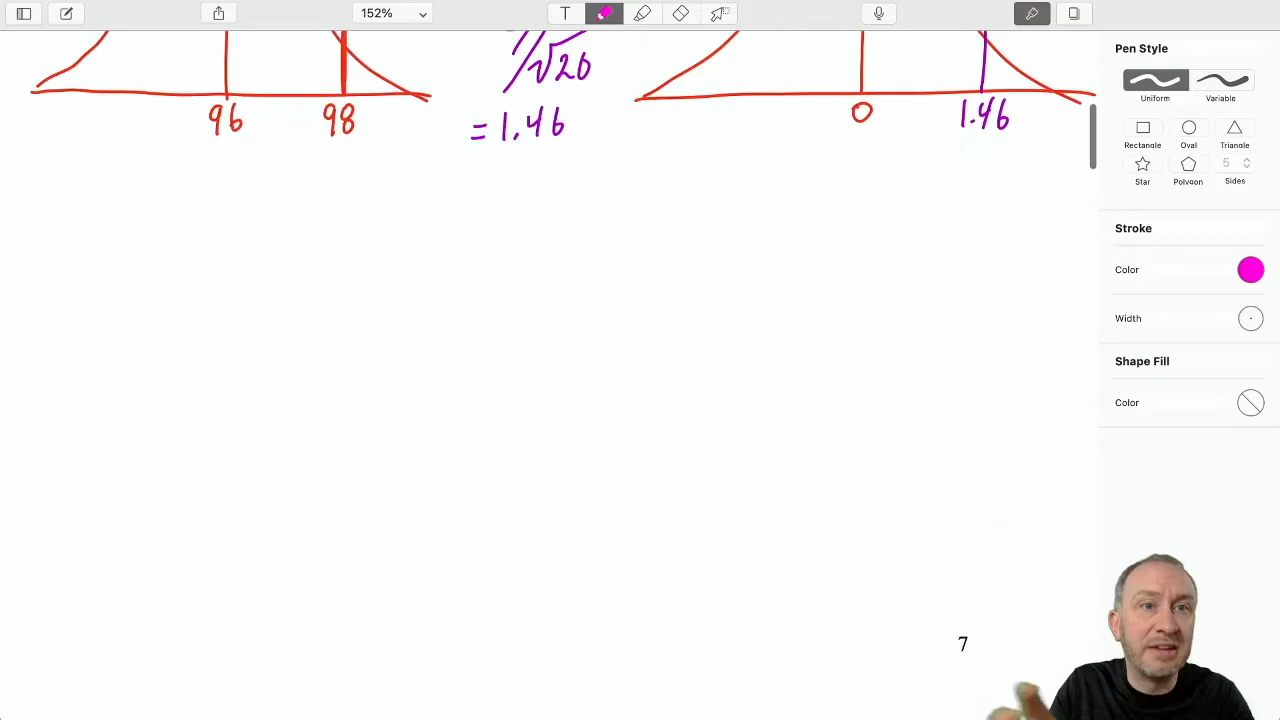 152%
T
√20
96
98
= 1.46
0
1.46
7
Pen Style
Uniform
Variable
Rectangle
Oval
Triangle
Star
Polygon
5
Sides
Stroke
Color
Width
Shape Fill
Color